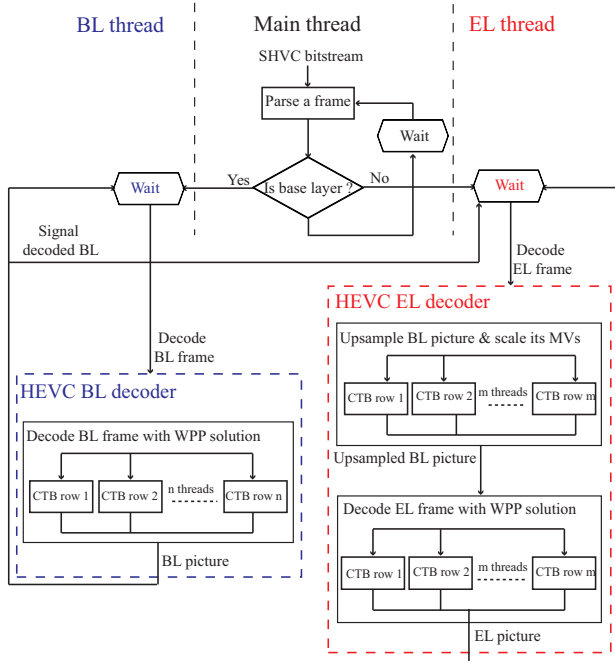 BL thread
Main thread
EL thread
SHVC bitstream
Parse a frame
Wait
Is base layer ?
Yes
No
Wait
Wait
Signal
decoded BL
Decode
EL frame
Decode
BL frame
HEVC BL decoder
Decode BL frame with WPP solution
CTB row 1
CTB row 2
n threads
CTB row n
BL picture
HEVC EL decoder
Upsample BL picture & scale its MVs
CTB row 1
CTB row 2
m threads
CTB row m
Upsampled BL picture
Decode EL frame with WPP solution
CTB row 1
CTB row 2
m threads
CTB row m
EL picture